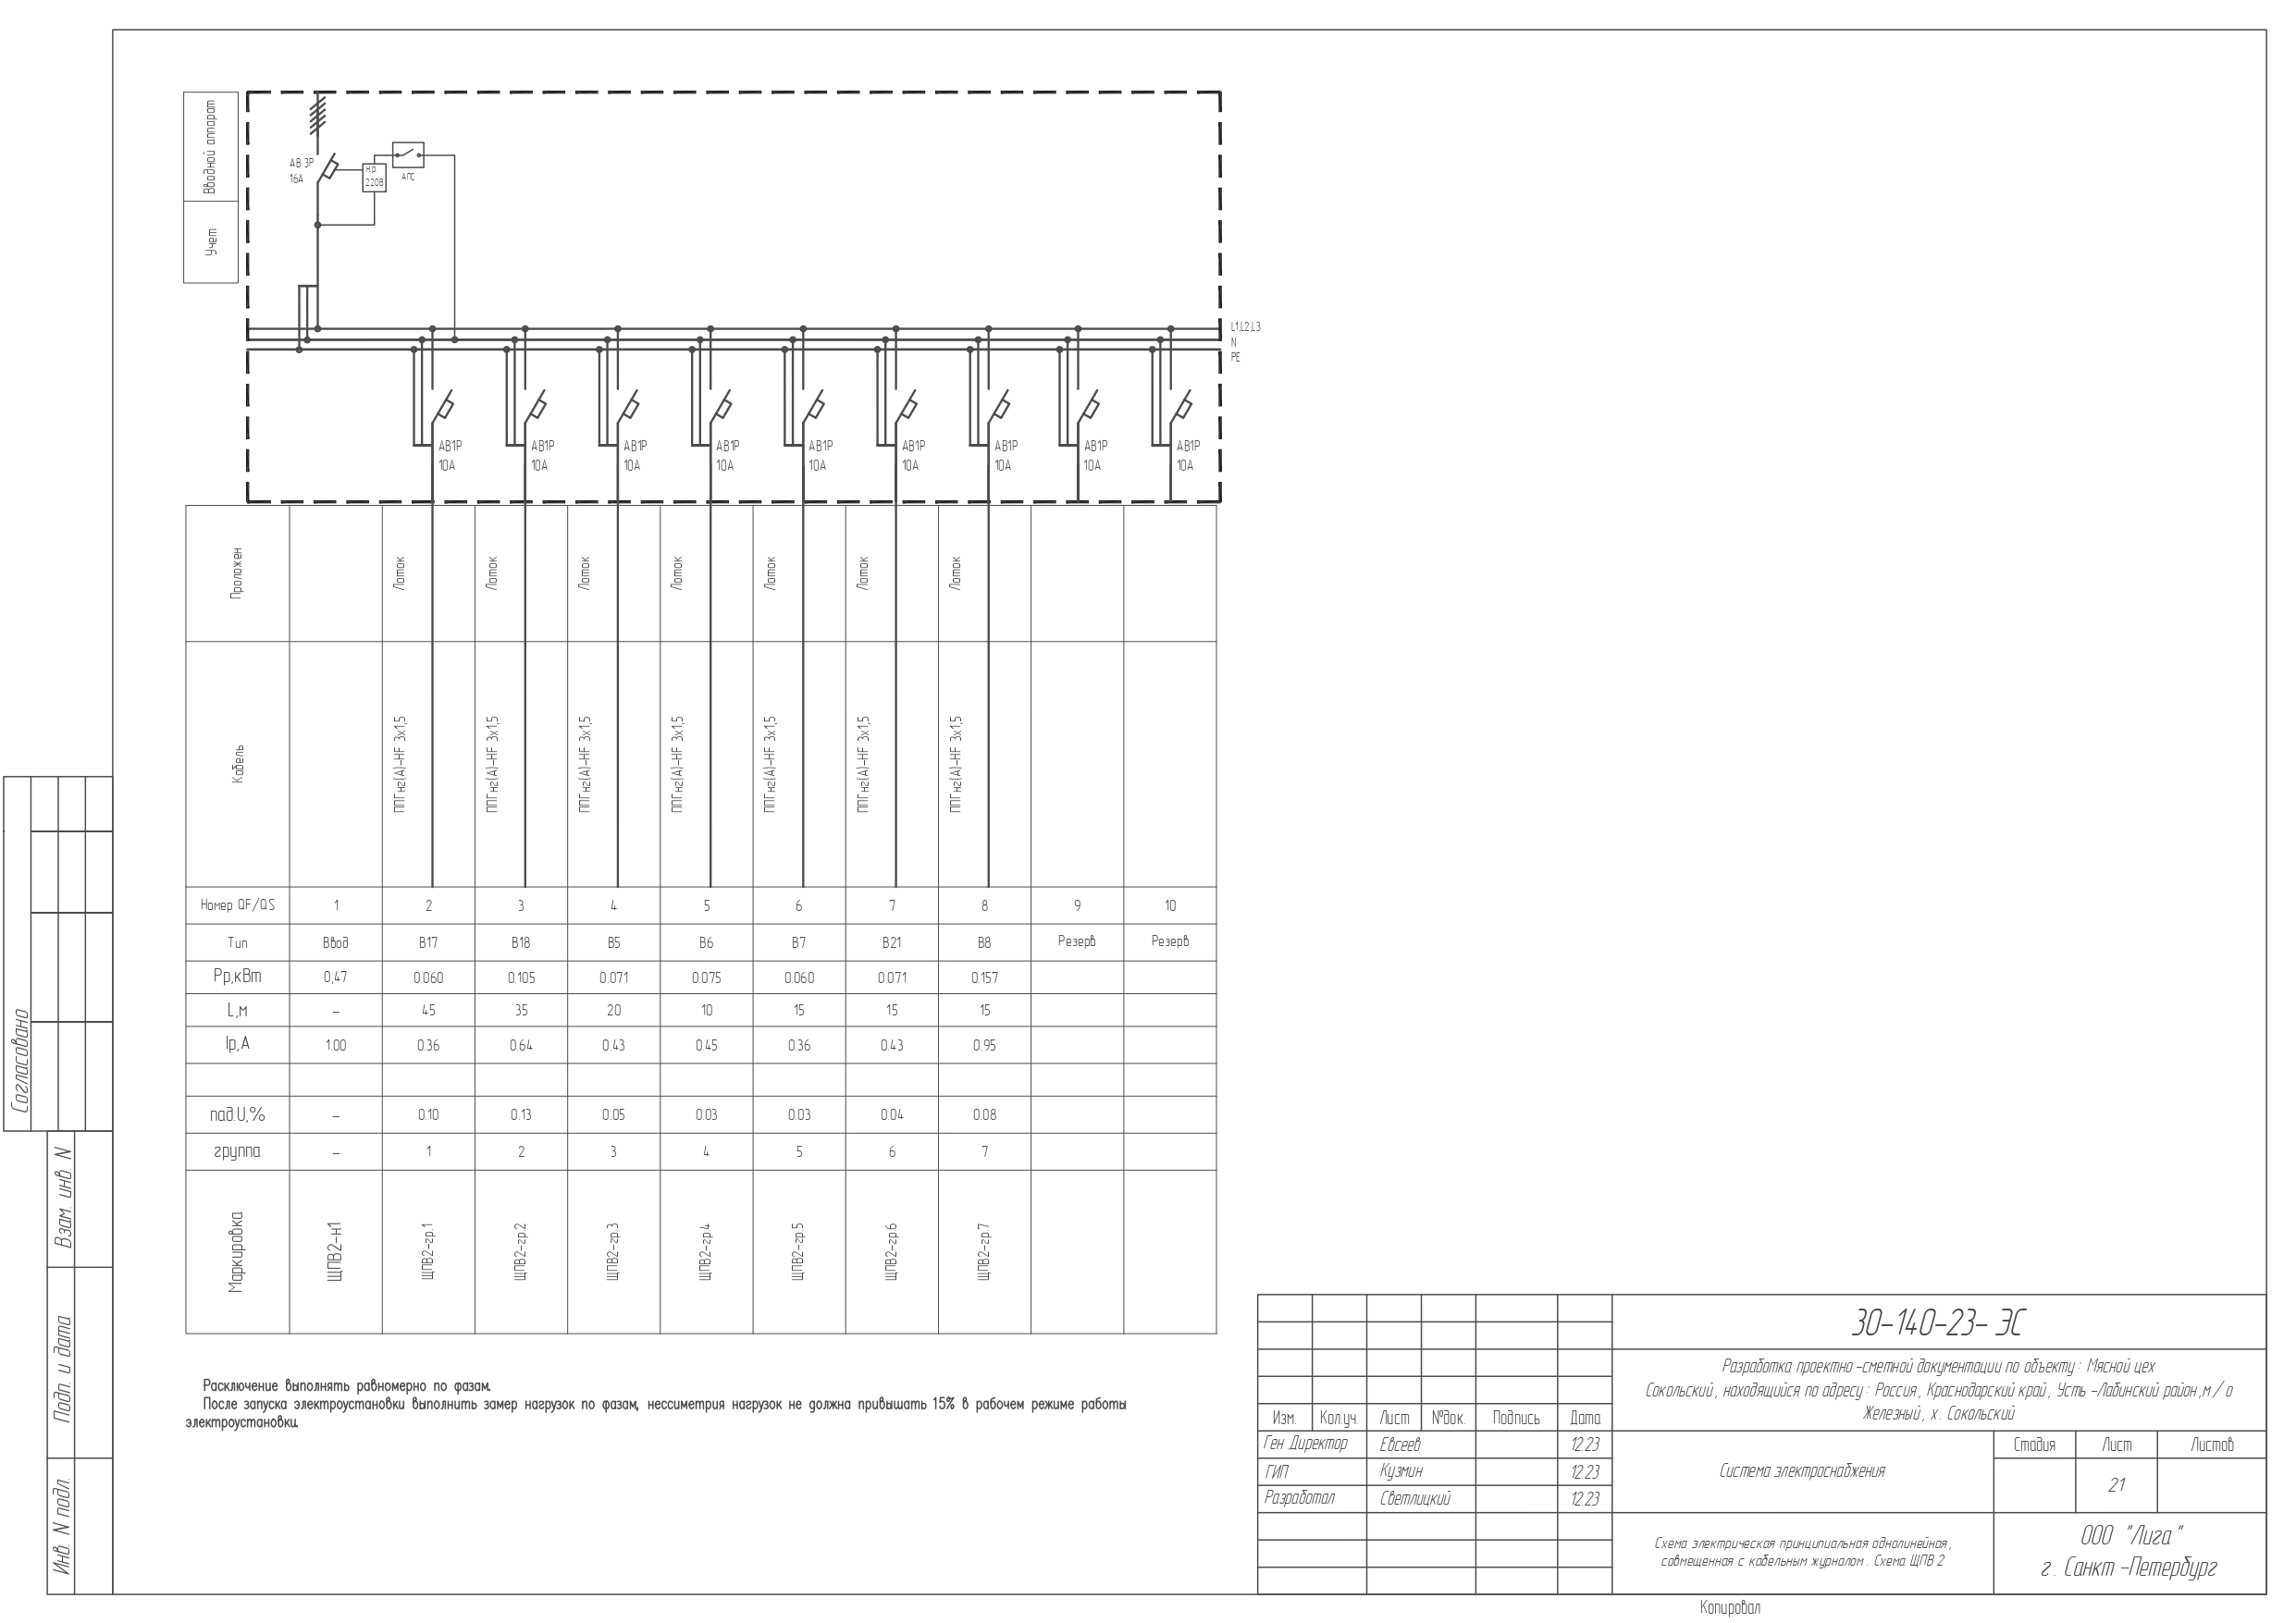 Вводной аппарат
Учет
АВ 3Р
16А
Н.Р.
220В
АПС
L1,L2,L3
N
PE
АВ1Р АВ1Р АВ1Р АВ1Р АВ1Р АВ1Р АВ1Р АВ1Р АВ1Р
10А 10А 10А 10А 10А 10А 10А 10А 10А
Проложен Лоток Лоток Лоток Лоток Лоток Лоток Лоток
Кабель ППГнг(А)-HF 3х1,5 ППГнг(А)-HF 3х1,5 ППГнг(А)-HF 3х1,5 ППГнг(А)-HF 3х1,5 ППГнг(А)-HF 3х1,5 ППГнг(А)-HF 3х1,5 ППГнг(А)-HF 3х1,5
Номер QF/QS 1 2 3 4 5 6 7 8 9 10
Тип Ввод В17 В18 В5 В6 В7 В21 В8 Резерв Резерв
Рр,кВт 0,47 0.060 0.105 0.071 0.075 0.060 0.071 0.157
L,м – 45 35 20 10 15 15 15
Iр,А 1.00 0.36 0.64 0.43 0.45 0.36 0.43 0.95
пад.U,% – 0.10 0.13 0.05 0.03 0.03 0.04 0.08
группа – 1 2 3 4 5 6 7
Маркировка ЩПВ2-н1 ЩПВ2-гр.1 ЩПВ2-гр.2 ЩПВ2-гр.3 ЩПВ2-гр.4 ЩПВ2-гр.5 ЩПВ2-гр.6 ЩПВ2-гр.7
Расключение выполнять равномерно по фазам.
После запуска электроустановки выполнить замер нагрузок по фазам, нессиметрия нагрузок не должна привышать 15% в рабочем режиме работы
электроустановки.
Согласовано
Взам. инв. N
Подп. и дата
Инв. N подл.
30-140-23- ЭС
Разработка проектно-сметной документации по объекту: Мясной цех
Сокольский, находящийся по адресу: Россия, Краснодарский край, Усть-Лабинский район,м/о
Железный, х. Сокольский
Изм. Кол.уч. Лист №док. Подпись Дата
Ген.Директор Евсеев 12.23
ГИП Кузмин 12.23
Разработал Светлицкий 12.23
Система электроснабжения
Стадия Лист Листов
21
Схема электрическая принципиальная однолинейная,
совмещенная с кабельным журналом. Схема ЩПВ 2
ООО "Лига"
г. Санкт-Петербург
Копировал